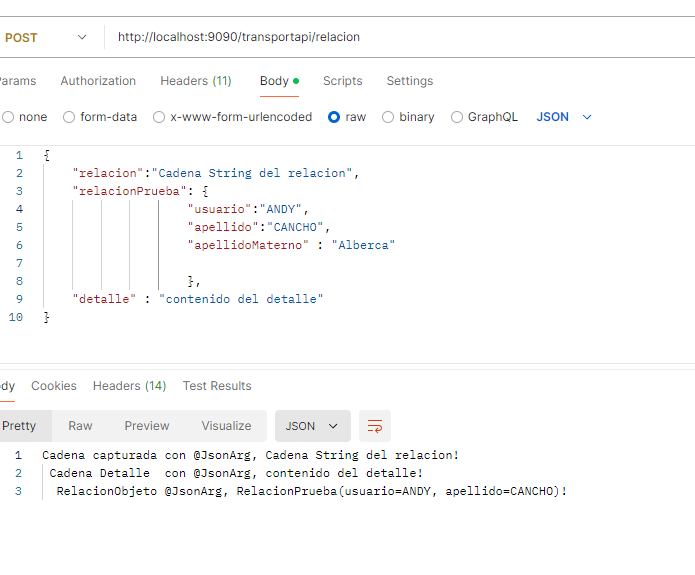 POST http://localhost:9090/transportapi/relacion
arams Authorization Headers (11) Body Scripts Settings
none form-data x-www-form-urlencoded raw binary GraphQL JSON
1 {
2 "relacion":"Cadena String del relacion",
3 "relacionPrueba": {
4 "usuario":"ANDY",
5 "apellido":"CANCHO",
6 "apellidoMaterno" : "Alberca"
7
8 },
9 "detalle" : "contenido del detalle"
10 }
dy Cookies Headers (14) Test Results
Pretty Raw Preview Visualize JSON
1 Cadena capturada con @JsonArg, Cadena String del relacion!
2 Cadena Detalle  con @JsonArg, contenido del detalle!
3 RelacionObjeto @JsonArg, RelacionPrueba(usuario=ANDY, apellido=CANCHO)!